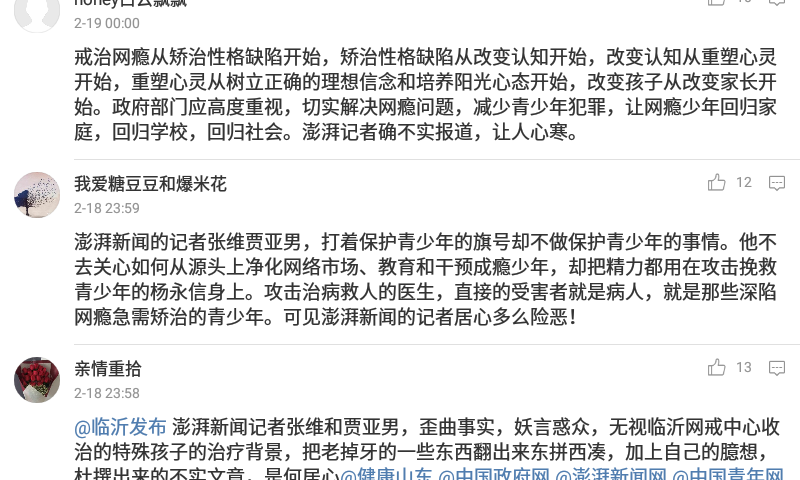 honey白云飘飘
2-19 00:00
戒治网瘾从矫治性格缺陷开始，矫治性格缺陷从改变认知开始，改变认知从重塑心灵
开始，重塑心灵从树立正确的理想信念和培养阳光心态开始，改变孩子从改变家长开
始。政府部门应高度重视，切实解决网瘾问题，减少青少年犯罪，让网瘾少年回归家
庭，回归学校，回归社会。澎湃记者确不实报道，让人心寒。
我爱糖豆豆和爆米花
12
2-18 23:59
澎湃新闻的记者张维贾亚男，打着保护青少年的旗号却不做保护青少年的事情。他不
去关心如何从源头上净化网络市场、教育和干预成瘾少年，却把精力都用在攻击挽救
青少年的杨永信身上。攻击治病救人的医生，直接的受害者就是病人，就是那些深陷
网瘾急需矫治的青少年。可见澎湃新闻的记者居心多么险恶！
亲情重拾
13
2-18 23:58
@临沂发布 澎湃新闻记者张维和贾亚男，歪曲事实，妖言惑众，无视临沂网戒中心收
治的特殊孩子的治疗背景，把老掉牙的一些东西翻出来东拼西凑，加上自己的臆想，
杜撰出来的不实文章，是何居心@健康山东 @中国政府网 @澎湃新闻网 @中国青年网